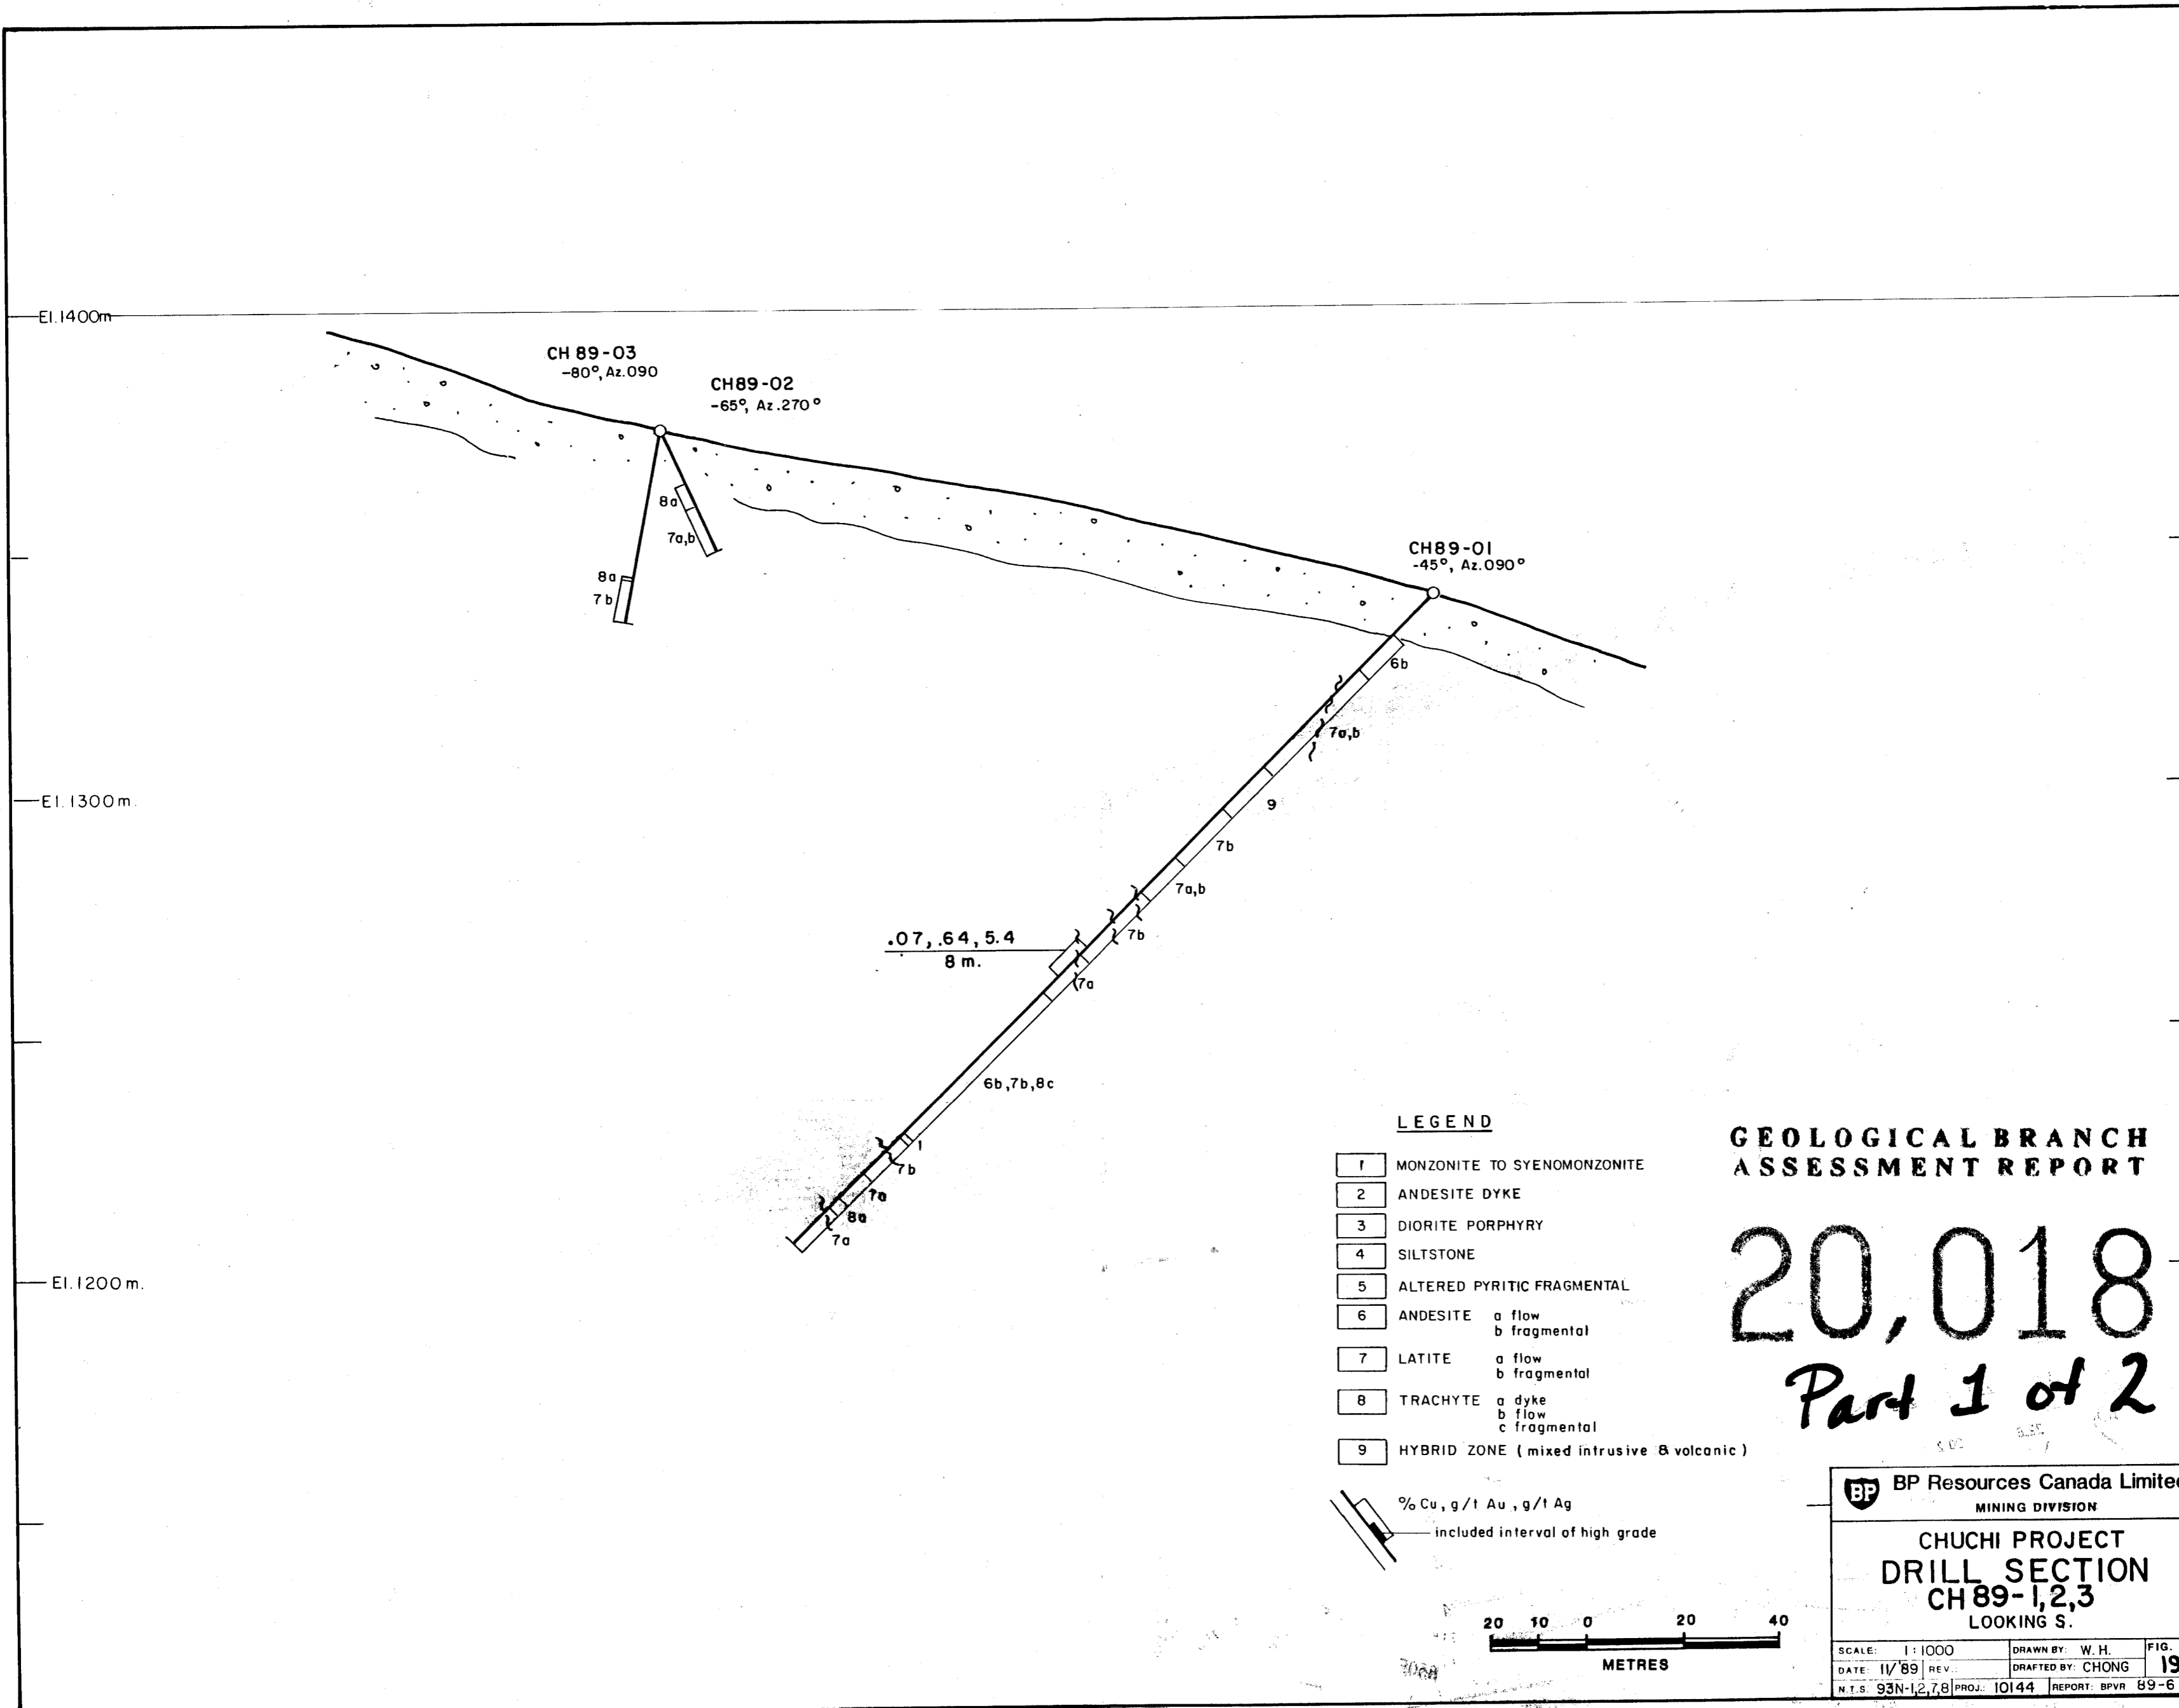 El.1400m
CH 89-03
-80°, Az.090
CH89-02
-65°, Az.270°
8a
7a,b
8a
7b
CH89-01
-45°, Az.090°
6b
7a,b
El.1300m.
9
7b
7a,b
7b
.07, .64, 5.4
8 m.
7a
6b,7b,8c
1
7b
7a
8a
7a
El.1200m.
LEGEND
1 MONZONITE TO SYENOMONZONITE
2 ANDESITE DYKE
3 DIORITE PORPHYRY
4 SILTSTONE
5 ALTERED PYRITIC FRAGMENTAL
6 ANDESITE a flow
b fragmental
7 LATITE a flow
b fragmental
8 TRACHYTE a dyke
b flow
c fragmental
9 HYBRID ZONE (mixed intrusive & volcanic)
% Cu, g/t Au, g/t Ag
included interval of high grade
20 10 0 20 40
METRES
GEOLOGICAL BRANCH
ASSESSMENT REPORT
20,018
Part 1 of 2
BP BP Resources Canada Limited
MINING DIVISION
CHUCHI PROJECT
DRILL SECTION
CH 89-1,2,3
LOOKING S.
SCALE: 1:1000 DRAWN BY: W.H. FIG.
DATE: 11/'89 REV.: DRAFTED BY: CHONG 19
N.T.S. 93N-1,2,7,8 PROJ.: 10144 REPORT: BPVR 89-6